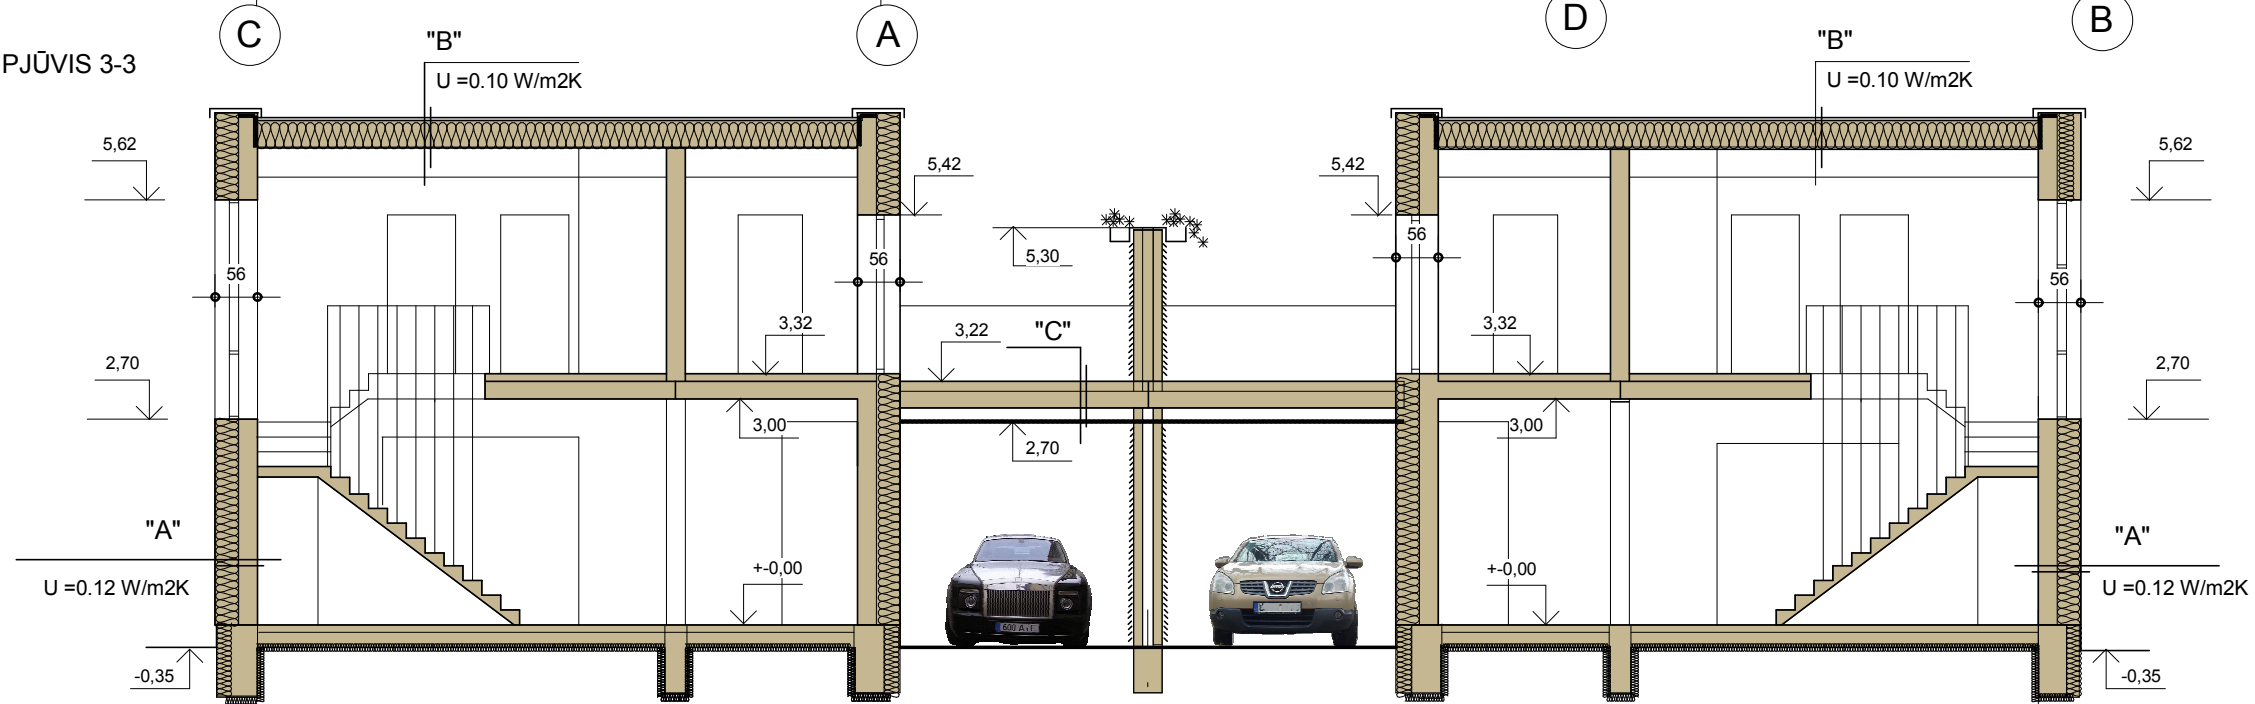 C
A
D
B
PJŪVIS 3-3
"B"
U =0.10 W/m2K
"B"
U =0.10 W/m2K
5,62
5,42
5,42
5,62
56
56
5,30
56
56
3,32
3,22
"C"
3,32
2,70
2,70
3,00
2,70
3,00
"A"
U =0.12 W/m2K
+-0,00
+-0,00
"A"
U =0.12 W/m2K
-0,35
-0,35